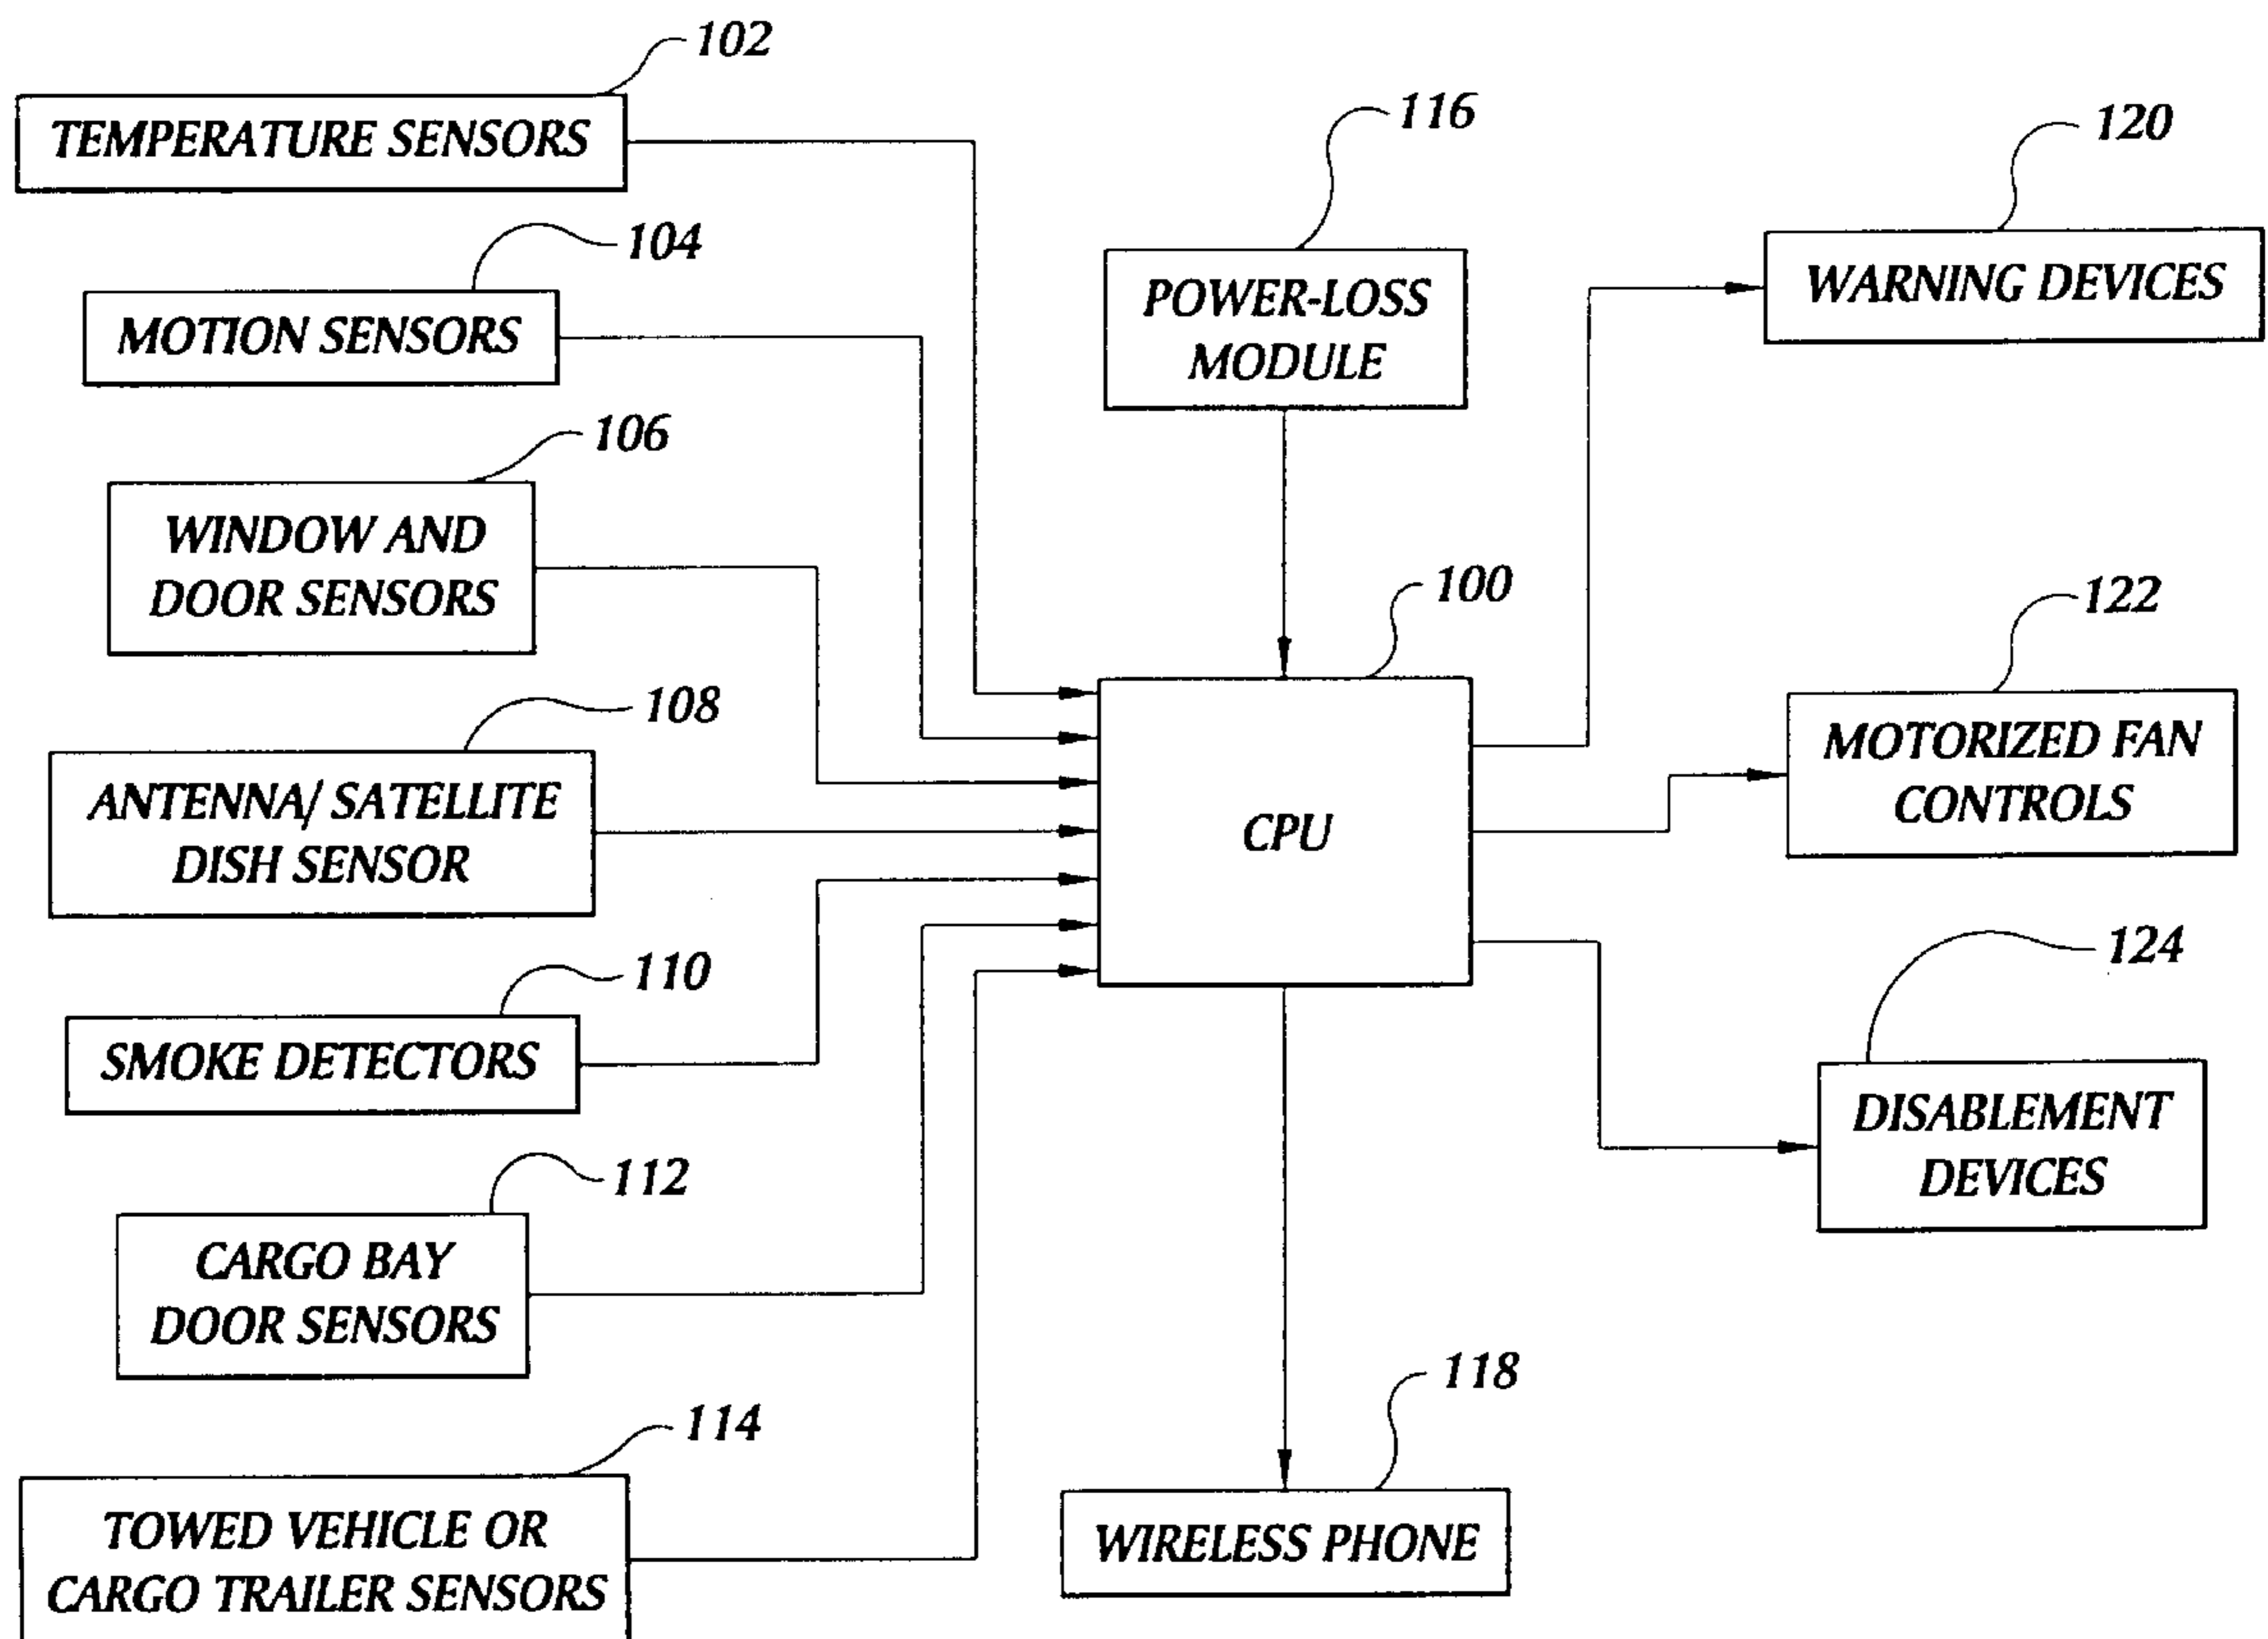 102
TEMPERATURE SENSORS
104
MOTION SENSORS
106
WINDOW AND
DOOR SENSORS
108
ANTENNA/ SATELLITE
DISH SENSOR
110
SMOKE DETECTORS
112
CARGO BAY
DOOR SENSORS
114
TOWED VEHICLE OR
CARGO TRAILER SENSORS
116
POWER-LOSS
MODULE
100
CPU
118
WIRELESS PHONE
120
WARNING DEVICES
122
MOTORIZED FAN
CONTROLS
124
DISABLEMENT
DEVICES